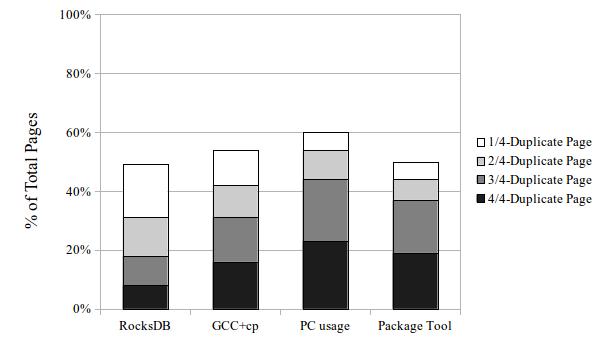 100%
80%
60%
40%
20%
0%
% of Total Pages
RocksDB GCC+cp PC usage Package Tool
1/4-Duplicate Page
2/4-Duplicate Page
3/4-Duplicate Page
4/4-Duplicate Page